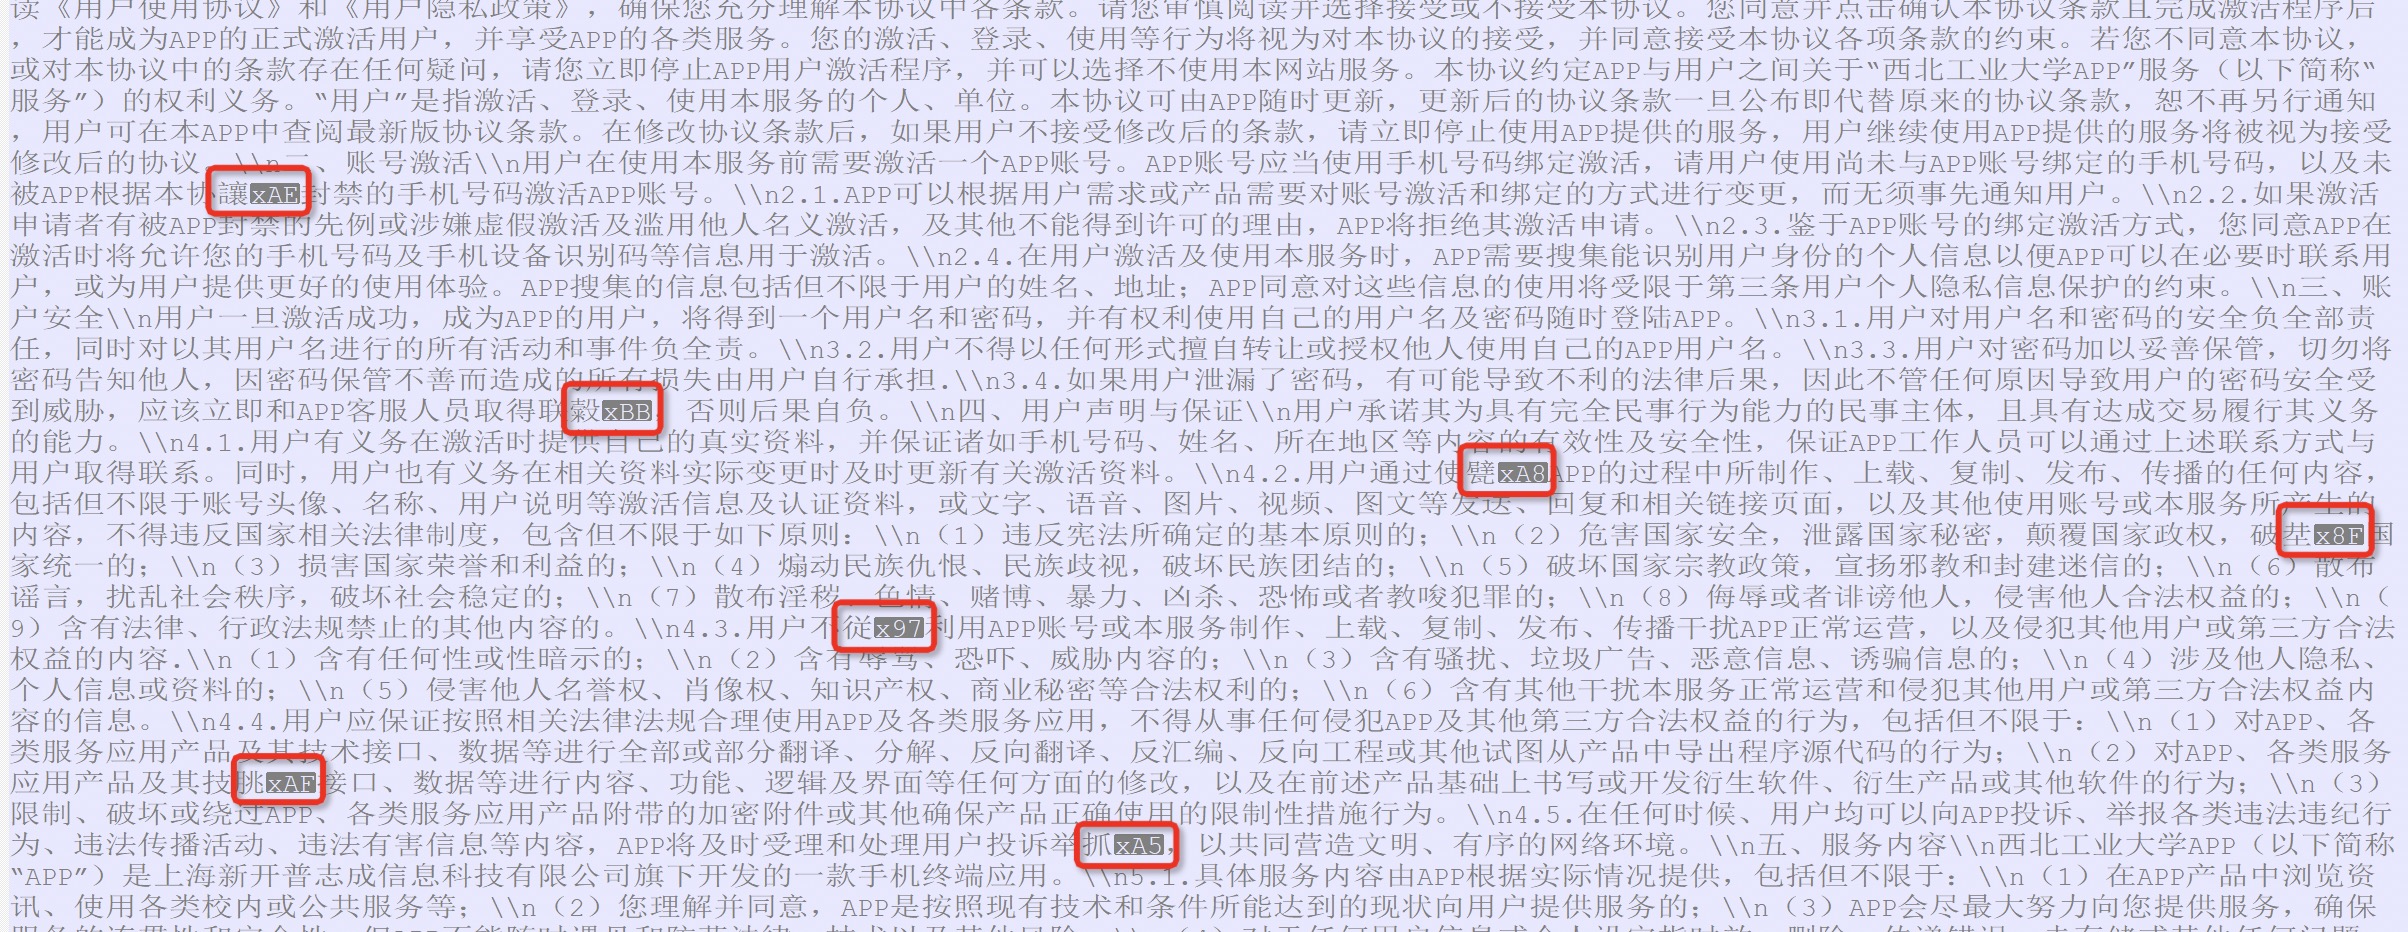 读《用户使用协议》和《用户隐私政策》，确保您充分理解本协议中各条款。请您审慎阅读并选择接受或不接受本协议。您同意并点击确认本协议条款且完成激活程序后
，才能成为APP的正式激活用户，并享受APP的各类服务。您的激活、登录、使用等行为将视为对本协议的接受，并同意接受本协议各项条款的约束。若您不同意本协议，
或对本协议中的条款存在任何疑问，请您立即停止APP用户激活程序，并可以选择不使用本网站服务。本协议约定APP与用户之间关于“西北工业大学APP”服务（以下简称“
服务”）的权利义务。“用户”是指激活、登录、使用本服务的个人、单位。本协议可由APP随时更新，更新后的协议条款一旦公布即代替原来的协议条款，恕不再另行通知
，用户可在本APP中查阅最新版协议条款。在修改协议条款后，如果用户不接受修改后的条款，请立即停止使用APP提供的服务，用户继续使用APP提供的服务将被视为接受
修改后的协议。\\n二、账号激活\\n用户在使用本服务前需要激活一个APP账号。APP账号应当使用手机号码绑定激活，请用户使用尚未与APP账号绑定的手机号码，以及未
被APP根据本协讓xAE封禁的手机号码激活APP账号。\\n2.1.APP可以根据用户需求或产品需要对账号激活和绑定的方式进行变更，而无须事先通知用户。\\n2.2.如果激活
申请者有被APP封禁的先例或涉嫌虚假激活及滥用他人名义激活，及其他不能得到许可的理由，APP将拒绝其激活申请。\\n2.3.鉴于APP账号的绑定激活方式，您同意APP在
激活时将允许您的手机号码及手机设备识别码等信息用于激活。\\n2.4.在用户激活及使用本服务时，APP需要搜集能识别用户身份的个人信息以便APP可以在必要时联系用
户，或为用户提供更好的使用体验。APP搜集的信息包括但不限于用户的姓名、地址；APP同意对这些信息的使用将受限于第三条用户个人隐私信息保护的约束。\\n三、账
户安全\\n用户一旦激活成功，成为APP的用户，将得到一个用户名和密码，并有权利使用自己的用户名及密码随时登陆APP。\\n3.1.用户对用户名和密码的安全负全部责
任，同时对以其用户名进行的所有活动和事件负全责。\\n3.2.用户不得以任何形式擅自转让或授权他人使用自己的APP用户名。\\n3.3.用户对密码加以妥善保管，切勿将
密码告知他人，因密码保管不善而造成的所有损失由用户自行承担.\\n3.4.如果用户泄漏了密码，有可能导致不利的法律后果，因此不管任何原因导致用户的密码安全受
到威胁，应该立即和APP客服人员取得联xBB，否则后果自负。\\n四、用户声明与保证\\n用户承诺其为具有完全民事行为能力的民事主体，且具有达成交易履行其义务
的能力。\\n4.1.用户有义务在激活时提供自己的真实资料，并保证诸如手机号码、姓名、所在地区等内容的有效性及安全性，保证APP工作人员可以通过上述联系方式与
用户取得联系。同时，用户也有义务在相关资料实际变更时及时更新有关激活资料。\\n4.2.用户通过使xA8APP的过程中所制作、上载、复制、发布、传播的任何内容，
包括但不限于账号头像、名称、用户说明等激活信息及认证资料，或文字、语音、图片、视频、图文等发送、回复和相关链接页面，以及其他使用账号或本服务所产生的
内容，不得违反国家相关法律制度，包含但不限于如下原则：\\n（1）违反宪法所确定的基本原则的；\\n（2）危害国家安全，泄露国家秘密，颠覆国家政权，破x8F国
家统一的；\\n（3）损害国家荣誉和利益的；\\n（4）煽动民族仇恨、民族歧视，破坏民族团结的；\\n（5）破坏国家宗教政策，宣扬邪教和封建迷信的；\\n（6）散布
谣言，扰乱社会秩序，破坏社会稳定的；\\n（7）散布淫秽、色情、赌博、暴力、凶杀、恐怖或者教唆犯罪的；\\n（8）侮辱或者诽谤他人，侵害他人合法权益的；\\n（
9）含有法律、行政法规禁止的其他内容的。\\n4.3.用户不従x97利用APP账号或本服务制作、上载、复制、发布、传播干扰APP正常运营，以及侵犯其他用户或第三方合法
权益的内容.\\n（1）含有任何性或性暗示的；\\n（2）含有辱骂、恐吓、威胁内容的；\\n（3）含有骚扰、垃圾广告、恶意信息、诱骗信息的；\\n（4）涉及他人隐私、
个人信息或资料的；\\n（5）侵害他人名誉权、肖像权、知识产权、商业秘密等合法权利的；\\n（6）含有其他干扰本服务正常运营和侵犯其他用户或第三方合法权益内
容的信息。\\n4.4.用户应保证按照相关法律法规合理使用APP及各类服务应用，不得从事任何侵犯APP及其他第三方合法权益的行为，包括但不限于：\\n（1）对APP、各
类服务应用产品及其技术接口、数据等进行全部或部分翻译、分解、反向翻译、反汇编、反向工程或其他试图从产品中导出程序源代码的行为；\\n（2）对APP、各类服务
应用产品及其技朓xAF接口、数据等进行内容、功能、逻辑及界面等任何方面的修改，以及在前述产品基础上书写或开发衍生软件、衍生产品或其他软件的行为；\\n（3）
限制、破坏或绕过APP、各类服务应用产品附带的加密附件或其他确保产品正确使用的限制性措施行为。\\n4.5.在任何时候、用户均可以向APP投诉、举报各类违法违纪行
为、违法传播活动、违法有害信息等内容，APP将及时受理和处理用户投诉举抓xA5，以共同营造文明、有序的网络环境。\\n五、服务内容\\n西北工业大学APP（以下简称
“APP”）是上海新开普志成信息科技有限公司旗下开发的一款手机终端应用。\\n5.1.具体服务内容由APP根据实际情况提供，包括但不限于：\\n（1）在APP产品中浏览资
讯、使用各类校内或公共服务等；\\n（2）您理解并同意，APP是按照现有技术和条件所能达到的现状向用户提供服务的；\\n（3）APP会尽最大努力向您提供服务，确保